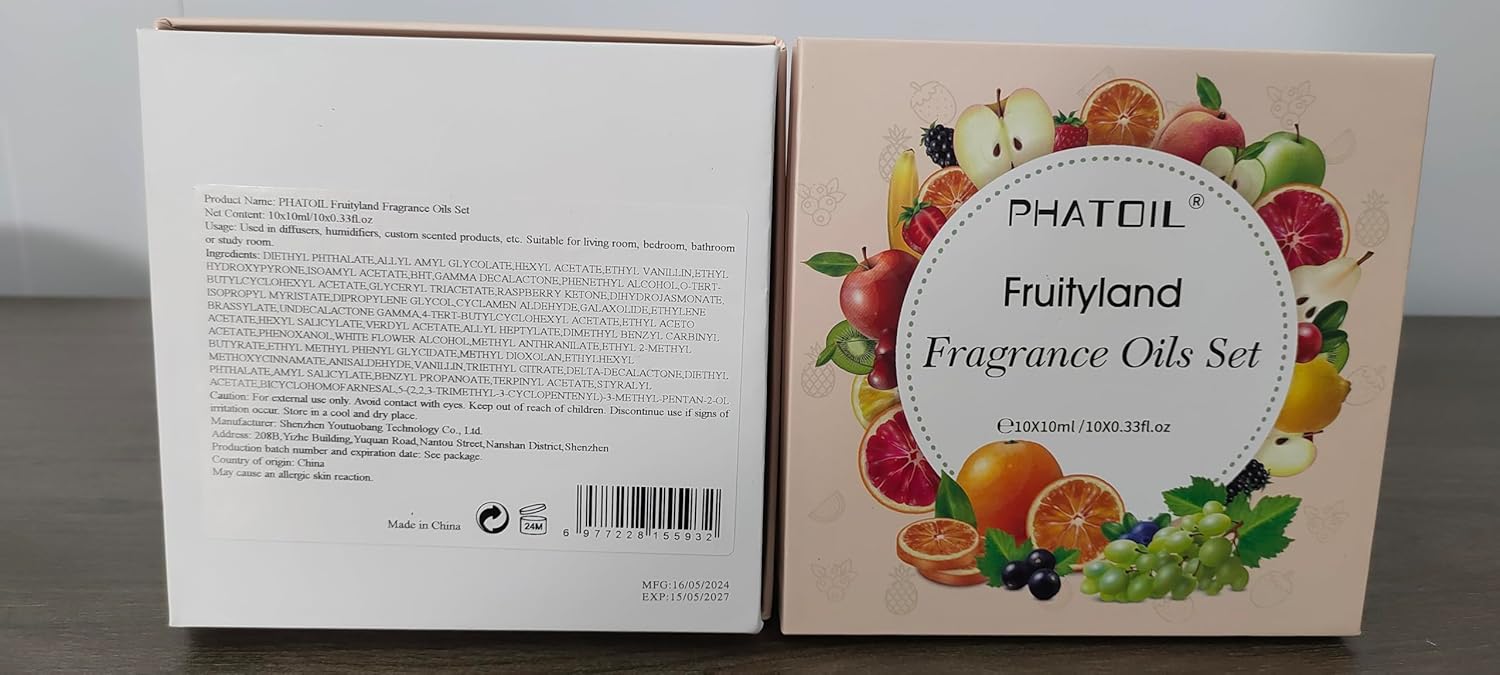 Product Name: PHATOIL Fruityland Fragrance Oils Set
Net Content: 10x10ml/10x0.33fl.oz
Usage: Used in diffusers, humidifiers, custom scented products, etc. Suitable for living room, bedroom, bathroom
or study room.
Ingredients: DIETHYL PHTHALATE,ALLYL AMYL GLYCOLATE,HEXYL ACETATE,ETHYL VANILLIN,ETHYL
HYDROXYPYRONE,ISOAMYL ACETATE,BHT,GAMMA DECALACTONE,PHENETHYL ALCOHOL,O-TERT-
BUTYLCYCLOHEXYL ACETATE,GLYCERYL TRIACETATE,RASPBERRY KETONE,DIHYDROJASMONATE,
ISOPROPYL MYRISTATE,DIPROPYLENE GLYCOL,CYCLAMEN ALDEHYDE,GALAXOLIDE,ETHYLENE
BRASSYLATE,UNDECALACTONE GAMMA,4-TERT-BUTYLCYCLOHEXYL ACETATE,ETHYL ACETO
ACETATE,HEXYL SALICYLATE,VERDYL ACETATE,ALLYL HEPTYLATE,DIMETHYL BENZYL CARBINYL
ACETATE,PHENOXANOL,WHITE FLOWER ALCOHOL,METHYL ANTHRANILATE,ETHYL 2-METHYL
BUTYRATE,ETHYL METHYL PHENYL GLYCIDATE,METHYL DIOXOLAN,ETHYLHEXYL
METHOXYCINNAMATE,ANISALDEHYDE,VANILLIN,TRIETHYL CITRATE,DELTA-DECALACTONE,DIETHYL
PHTHALATE,AMYL SALICYLATE,BENZYL PROPANOATE,TERPINYL ACETATE,STYRALYL
ACETATE,BICYCLOHOMOFARNESAL,5-(2,2,3-TRIMETHYL-3-CYCLOPENTENYL)-3-METHYL-PENTAN-2-OL
Caution: For external use only. Avoid contact with eyes. Keep out of reach of children. Discontinue use if signs of
irritation occur. Store in a cool and dry place.
Manufacturer: Shenzhen Youtuobang Technology Co., Ltd.
Address: 208B,Yizhe Building,Yuquan Road,Nantou Street,Nanshan District,Shenzhen
Production batch number and expiration date: See package.
Country of origin: China
May cause an allergic skin reaction.
Made in China
24M
6 977228 155932
MFG:16/05/2024
EXP:15/05/2027
PHATOIL®
Fruityland
Fragrance Oils Set
℮10X10ml /10X0.33fl.oz